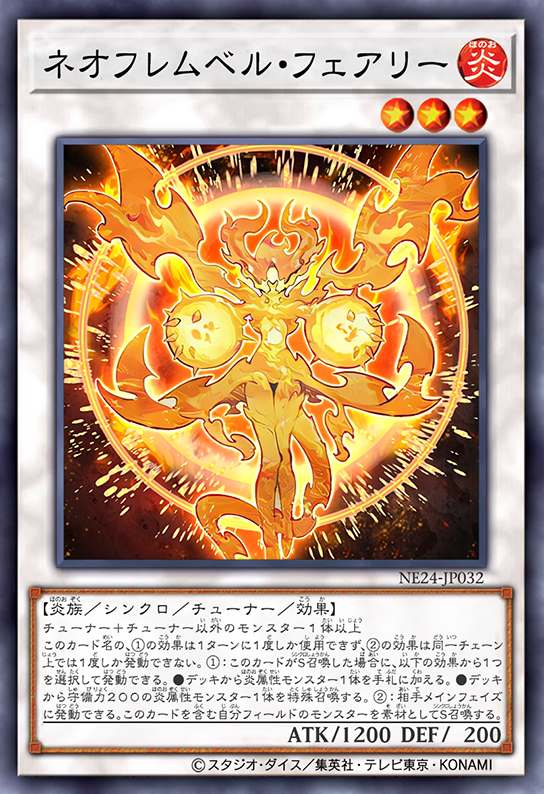 ネオフレムベル・フェアリー
炎
NE24-JP032
【炎族／シンクロ／チューナー／効果】
チューナー＋チューナー以外のモンスター１体以上
このカード名の、①の効果は１ターンに１度しか使用できず、②の効果は同一チェーン
上では１度しか発動できない。①：このカードがＳ召喚した場合に、以下の効果から１つ
を選択して発動できる。●デッキから炎属性モンスター１体を手札に加える。●デッキ
から守備力２００の炎属性モンスター１体を特殊召喚する。②：相手メインフェイズ
に発動できる。このカードを含む自分フィールドのモンスターを素材としてＳ召喚する。
ATK/1200 DEF/ 200
©スタジオ・ダイス／集英社・テレビ東京・KONAMI